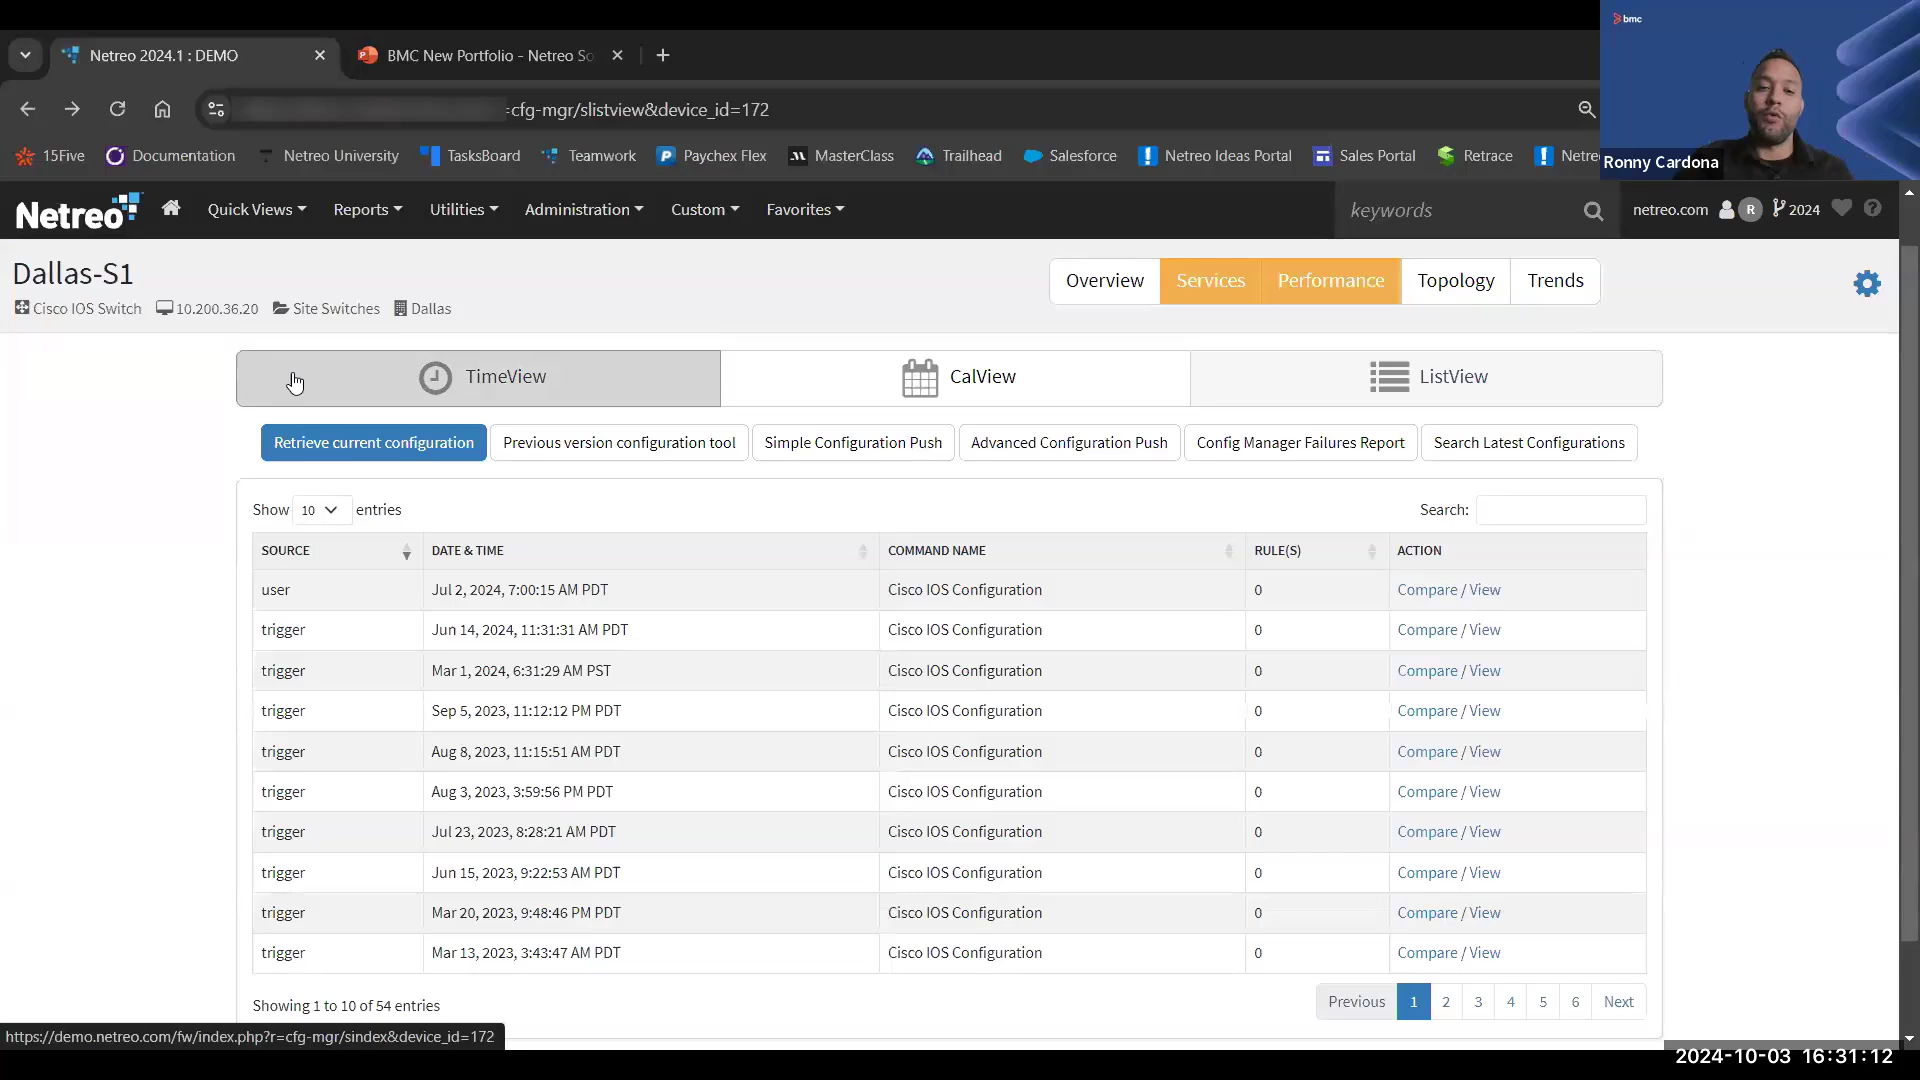 bmc
Netreo 2024.1 : DEMO
BMC New Portfolio - Netreo So
=cfg-mgr/slistview&device_id=172
15Five
Documentation
Netreo University
TasksBoard
Teamwork
Paychex Flex
MasterClass
Trailhead
Salesforce
Netreo Ideas Portal
Sales Portal
Retrace
Netre
Ronny Cardona
Netreo
Quick Views
Reports
Utilities
Administration
Custom
Favorites
keywords
netreo.com
R
2024
Dallas-S1
Cisco IOS Switch
10.200.36.20
Site Switches
Dallas
Overview
Services
Performance
Topology
Trends
TimeView
CalView
ListView
Retrieve current configuration
Previous version configuration tool
Simple Configuration Push
Advanced Configuration Push
Config Manager Failures Report
Search Latest Configurations
Show 10 entries
Search:
SOURCE DATE & TIME COMMAND NAME RULE(S) ACTION
user Jul 2, 2024, 7:00:15 AM PDT Cisco IOS Configuration 0 Compare / View
trigger Jun 14, 2024, 11:31:31 AM PDT Cisco IOS Configuration 0 Compare / View
trigger Mar 1, 2024, 6:31:29 AM PST Cisco IOS Configuration 0 Compare / View
trigger Sep 5, 2023, 11:12:12 PM PDT Cisco IOS Configuration 0 Compare / View
trigger Aug 8, 2023, 11:15:51 AM PDT Cisco IOS Configuration 0 Compare / View
trigger Aug 3, 2023, 3:59:56 PM PDT Cisco IOS Configuration 0 Compare / View
trigger Jul 23, 2023, 8:28:21 AM PDT Cisco IOS Configuration 0 Compare / View
trigger Jun 15, 2023, 9:22:53 AM PDT Cisco IOS Configuration 0 Compare / View
trigger Mar 20, 2023, 9:48:46 PM PDT Cisco IOS Configuration 0 Compare / View
trigger Mar 13, 2023, 3:43:47 AM PDT Cisco IOS Configuration 0 Compare / View
Showing 1 to 10 of 54 entries
Previous 1 2 3 4 5 6 Next
https://demo.netreo.com/fw/index.php?r=cfg-mgr/sindex&device_id=172
2024-10-03 16:31:12